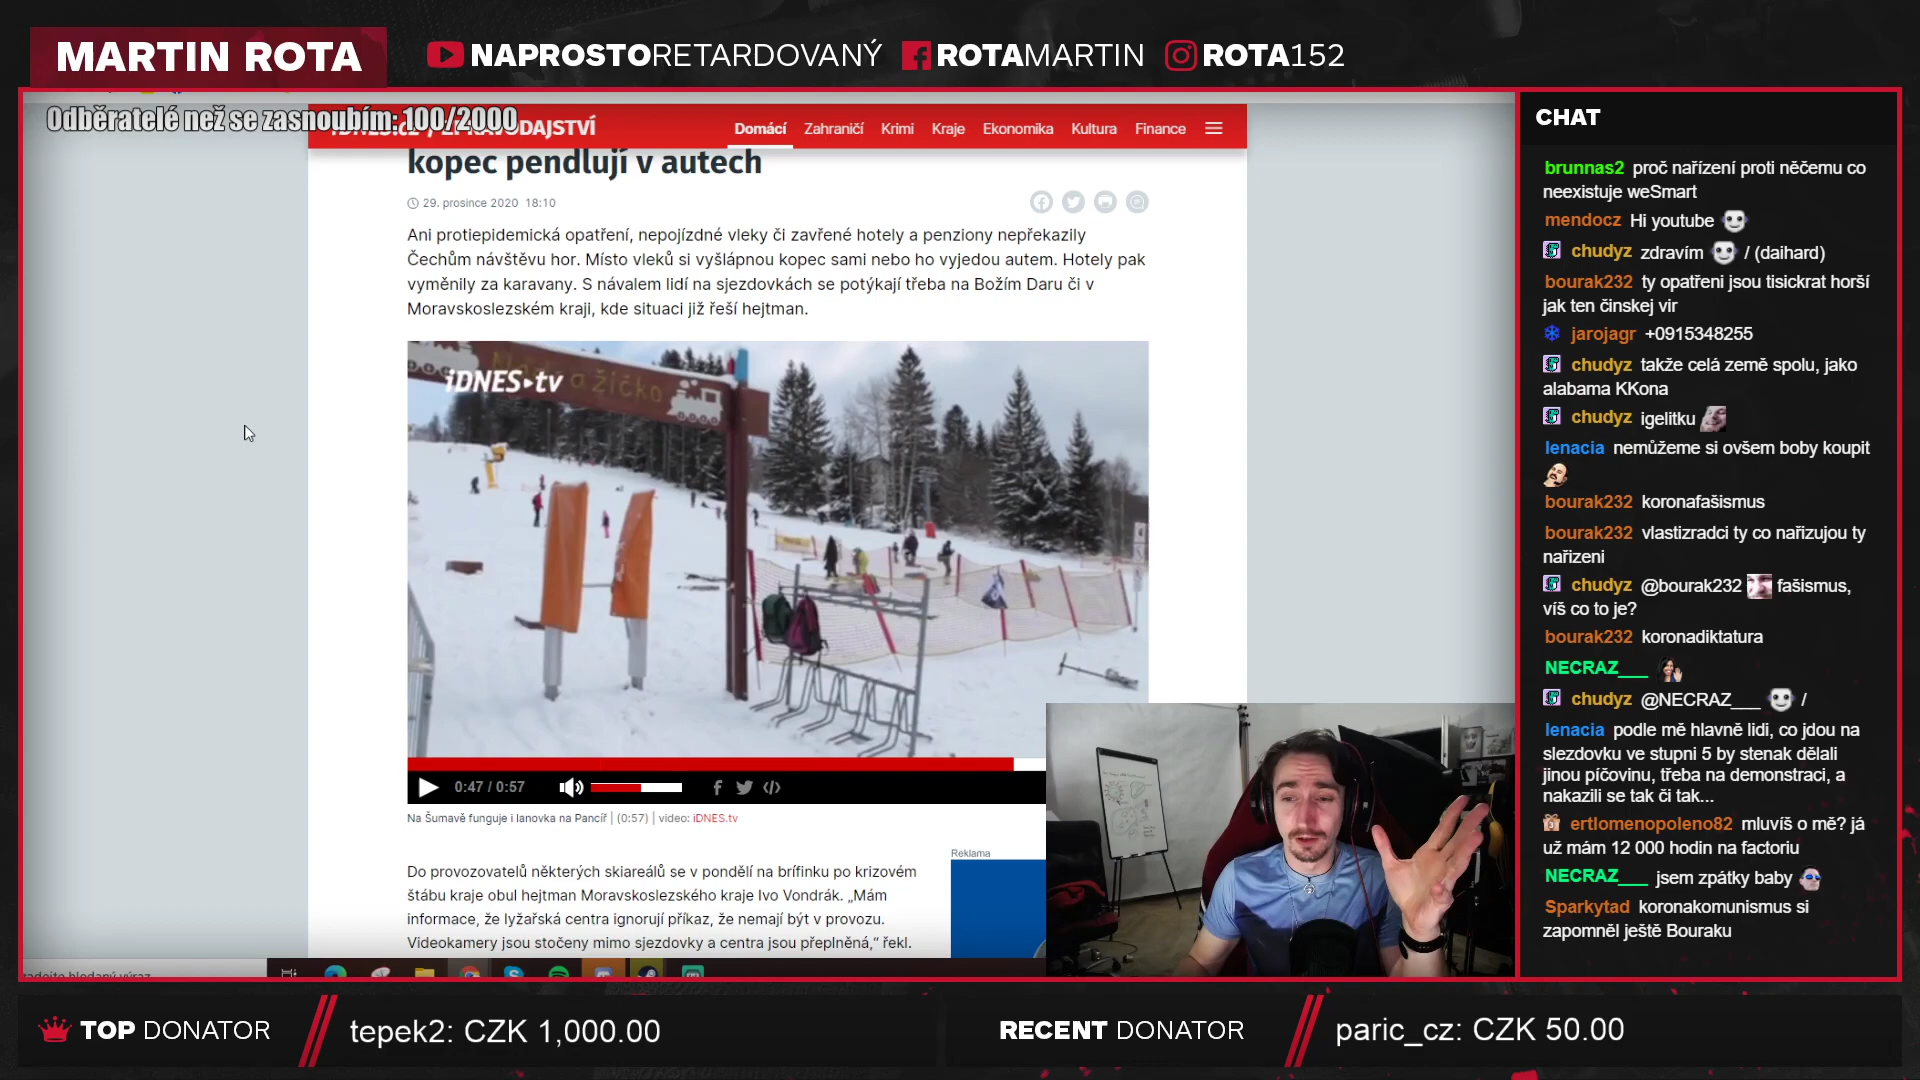 MARTIN ROTA
NAPROSTORETARDOVANÝ ROTAMARTIN ROTA152
Odběratelé než se zasnoubím: 100/2000
Domácí Zahraničí Krimi Kraje Ekonomika Kultura Finance
kopec pendlují v autech
29. prosince 2020 18:10
Ani protiepidemická opatření, nepojízdné vleky či zavřené hotely a penziony nepřekazily
Čechům návštěvu hor. Místo vleků si vyšlápnou kopec sami nebo ho vyjedou autem. Hotely pak
vyměnily za karavany. S návalem lidí na sjezdovkách se potýkají třeba na Božím Daru či v
Moravskoslezském kraji, kde situaci již řeší hejtman.
iDNES▸tv
0:47 / 0:57
Na Šumavě funguje i lanovka na Pancíř | (0:57) | video: iDNES.tv
Reklama
Do provozovatelů některých skiareálů se v pondělí na brífinku po krizovém
štábu kraje obul hejtman Moravskoslezského kraje Ivo Vondrák. „Mám
informace, že lyžařská centra ignorují příkaz, že nemají být v provozu.
Videokamery jsou stočeny mimo sjezdovky a centra jsou přeplněná,“ řekl.
CHAT
brunnas2 proč nařízení proti něčemu co
neexistuje weSmart
mendocz Hi youtube
chudyz zdravím / (daihard)
bourak232 ty opatřeni jsou tisickrat horší
jak ten činskej vir
jarojagr +0915348255
chudyz takže celá země spolu, jako
alabama KKona
chudyz igelitku
lenacia nemůžeme si ovšem boby koupit
bourak232 koronafašismus
bourak232 vlastizradci ty co nařizujou ty
nařizeni
chudyz @bourak232 fašismus,
víš co to je?
bourak232 koronadiktatura
NECRAZ___
chudyz @NECRAZ___ /
lenacia podle mě hlavně lidi, co jdou na
slezdovku ve stupni 5 by stenak dělali
jinou píčovinu, třeba na demonstraci, a
nakazili se tak či tak...
ertlomenopoleno82 mluvíš o mě? já
už mám 12 000 hodin na factoriu
NECRAZ___ jsem zpátky baby
Sparkytad koronakomunismus si
zapomněl ještě Bouraku
TOP DONATOR tepek2: CZK 1,000.00
RECENT DONATOR paric_cz: CZK 50.00